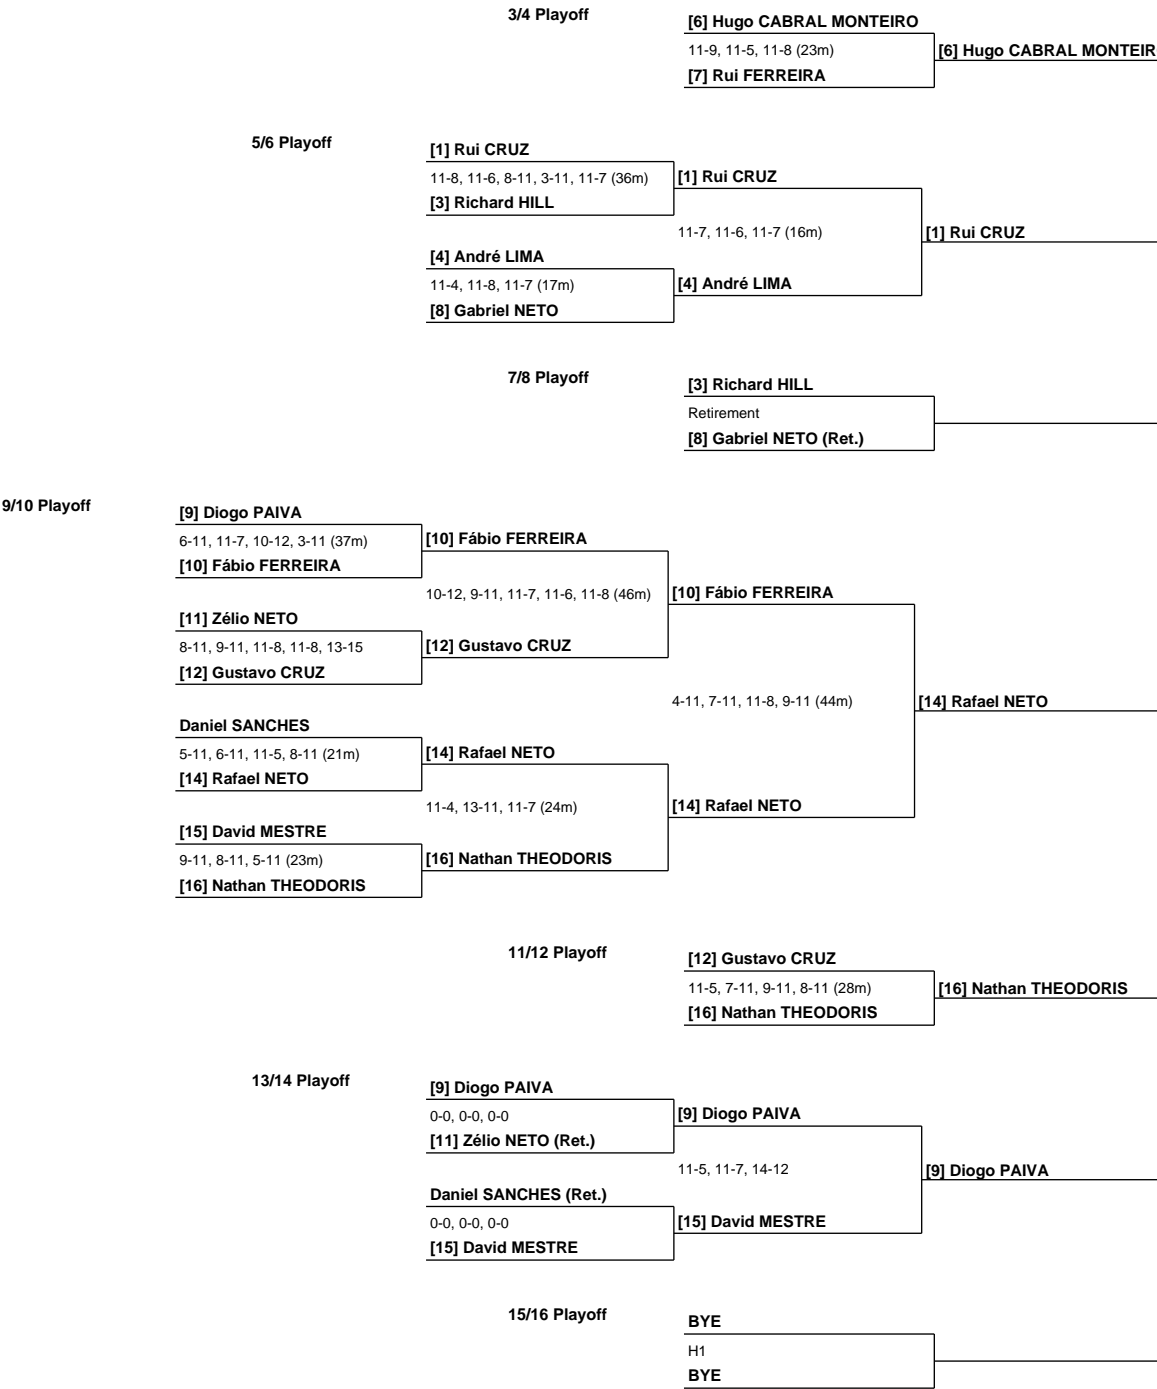 3/4 Playoff
[6] Hugo CABRAL MONTEIRO
11-9, 11-5, 11-8 (23m)
[6] Hugo CABRAL MONTEIR
[7] Rui FERREIRA
5/6 Playoff
[1] Rui CRUZ
11-8, 11-6, 8-11, 3-11, 11-7 (36m)
[1] Rui CRUZ
[3] Richard HILL
11-7, 11-6, 11-7 (16m)
[1] Rui CRUZ
[4] André LIMA
11-4, 11-8, 11-7 (17m)
[4] André LIMA
[8] Gabriel NETO
7/8 Playoff
[3] Richard HILL
Retirement
[8] Gabriel NETO (Ret.)
9/10 Playoff
[9] Diogo PAIVA
6-11, 11-7, 10-12, 3-11 (37m)
[10] Fábio FERREIRA
[10] Fábio FERREIRA
10-12, 9-11, 11-7, 11-6, 11-8 (46m)
[10] Fábio FERREIRA
[11] Zélio NETO
8-11, 9-11, 11-8, 11-8, 13-15
[12] Gustavo CRUZ
[12] Gustavo CRUZ
4-11, 7-11, 11-8, 9-11 (44m)
[14] Rafael NETO
Daniel SANCHES
5-11, 6-11, 11-5, 8-11 (21m)
[14] Rafael NETO
[14] Rafael NETO
11-4, 13-11, 11-7 (24m)
[14] Rafael NETO
[15] David MESTRE
9-11, 8-11, 5-11 (23m)
[16] Nathan THEODORIS
[16] Nathan THEODORIS
11/12 Playoff
[12] Gustavo CRUZ
11-5, 7-11, 9-11, 8-11 (28m)
[16] Nathan THEODORIS
[16] Nathan THEODORIS
13/14 Playoff
[9] Diogo PAIVA
0-0, 0-0, 0-0
[9] Diogo PAIVA
[11] Zélio NETO (Ret.)
11-5, 11-7, 14-12
[9] Diogo PAIVA
Daniel SANCHES (Ret.)
0-0, 0-0, 0-0
[15] David MESTRE
[15] David MESTRE
15/16 Playoff
BYE
H1
BYE